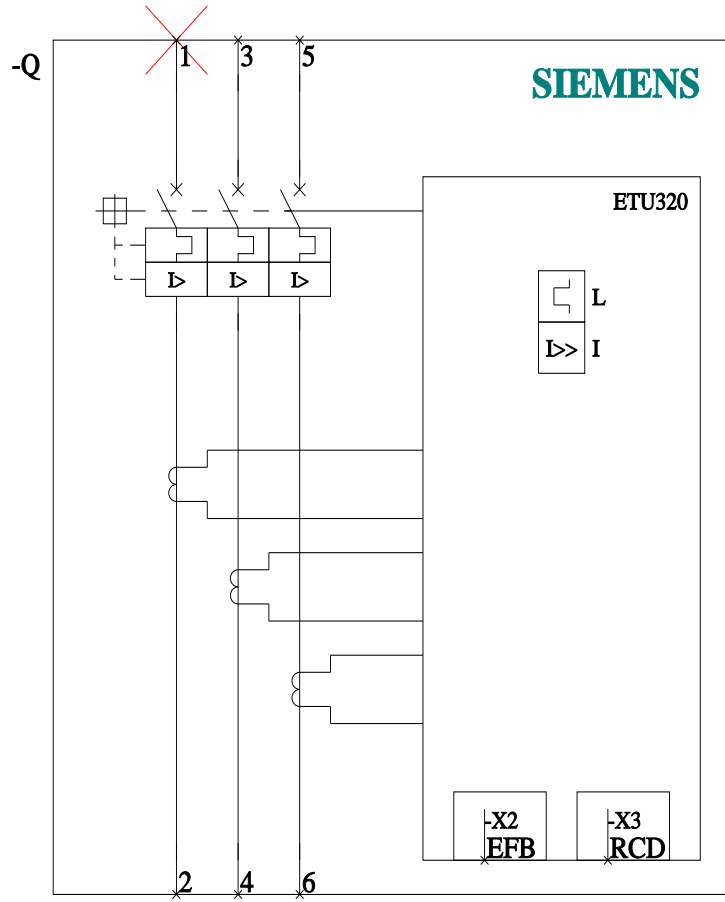 1 3 5
-Q
SIEMENS
ETU320
I> I> I>
L
I>> I
-X2 -X3
EFB RCD
2 4 6